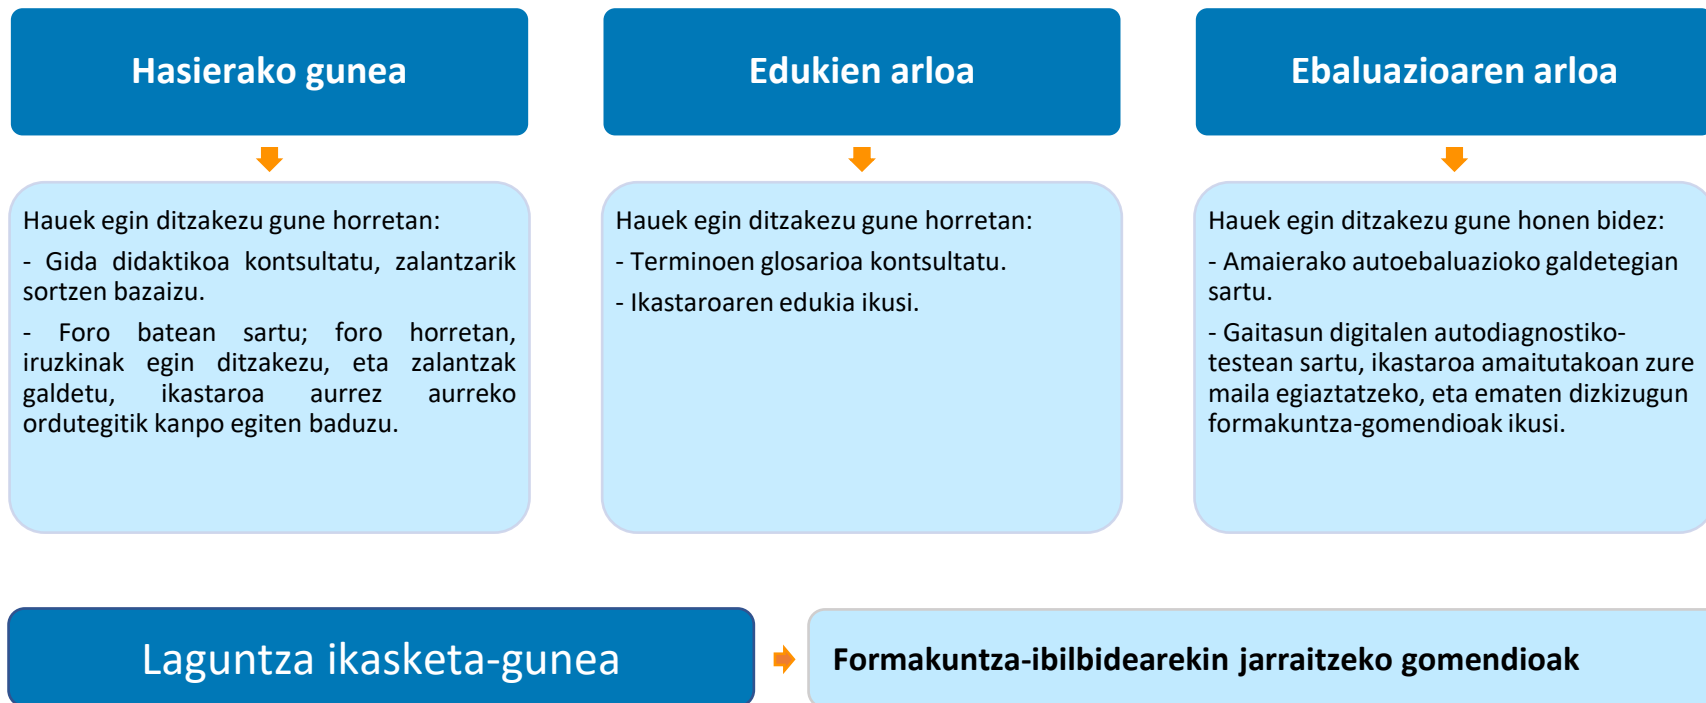 Hasierako gunea
Hauek egin ditzakezu gune horretan:
- Gida didaktikoa kontsultatu, zalantzarik
sortzen bazaizu.
- Foro batean sartu; foro horretan,
iruzkinak egin ditzakezu, eta zalantzak
galdetu, ikastaroa aurrez aurreko
ordutegitik kanpo egiten baduzu.
Edukien arloa
Hauek egin ditzakezu gune horretan:
- Terminoen glosarioa kontsultatu.
- Ikastaroaren edukia ikusi.
Ebaluazioaren arloa
Hauek egin ditzakezu gune honen bidez:
- Amaierako autoebaluazioko galdetegian
sartu.
- Gaitasun digitalen autodiagnostiko-
testean sartu, ikastaroa amaitutakoan zure
maila egiaztatzeko, eta ematen dizkizugun
formakuntza-gomendioak ikusi.
Laguntza ikasketa-gunea
Formakuntza-ibilbidearekin jarraitzeko gomendioak